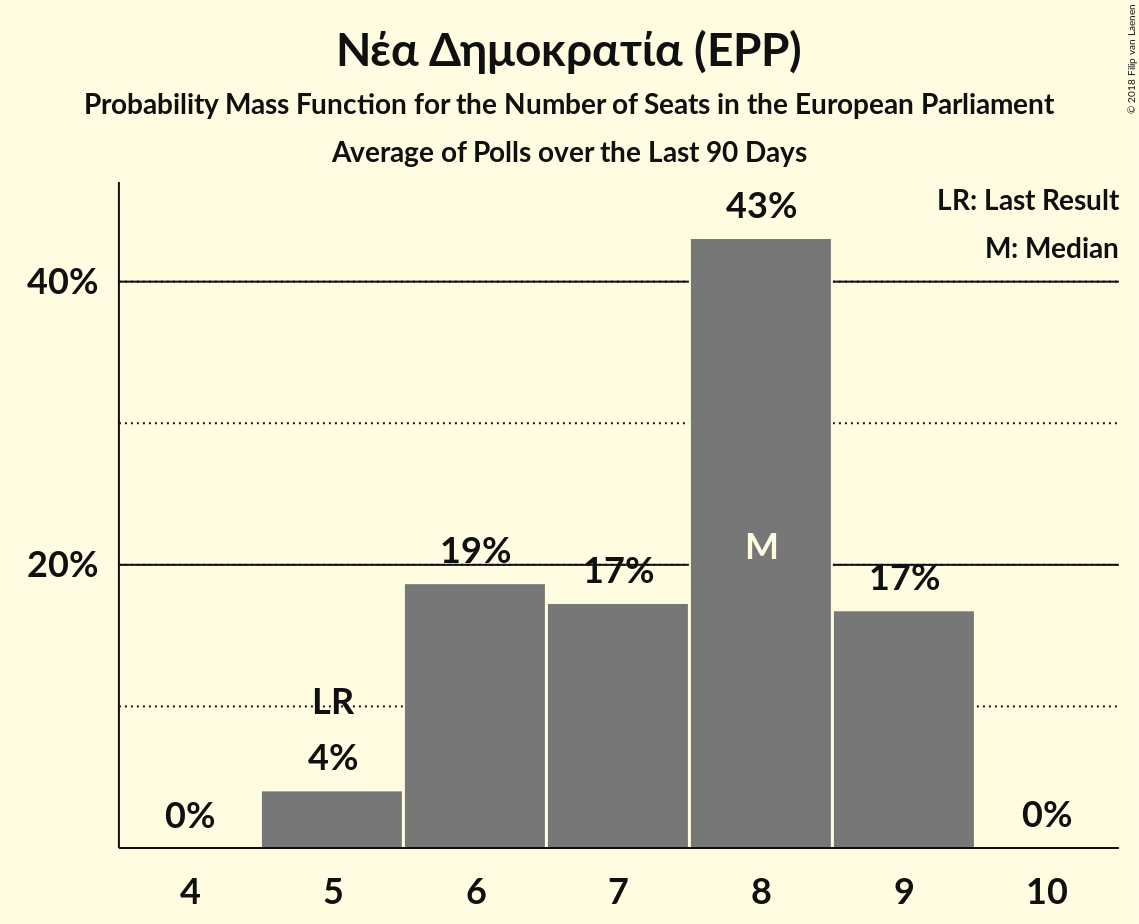 Νέα Δημοκρατία (EPP)
Probability Mass Function for the Number of Seats in the European Parliament
Average of Polls over the Last 90 Days
© 2018 Filip van Laenen
LR: Last Result
M: Median
43%
40%
M
19%
17%
17%
20%
LR
4%
0%
0%
4 5 6 7 8 9 10